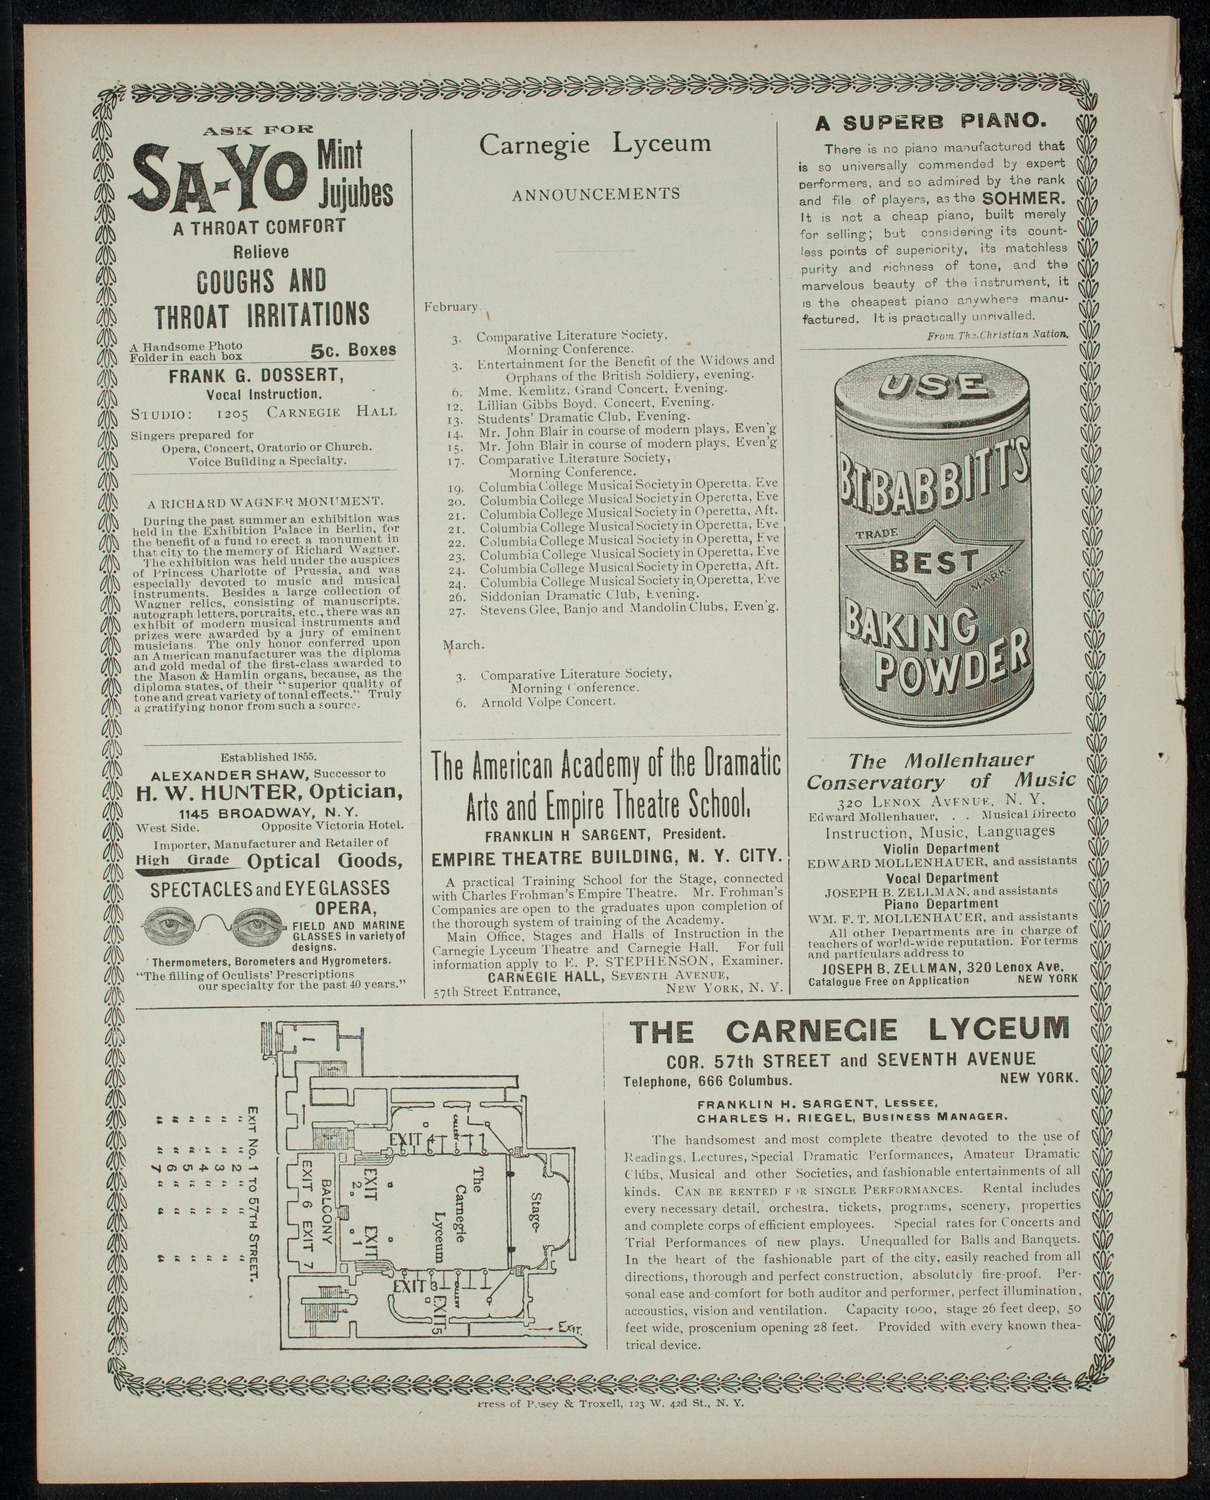 ASK FOR
SA-YO Mint Jujubes
A THROAT COMFORT
Relieve
COUGHS AND
THROAT IRRITATIONS
A Handsome Photo
Folder in each box 5c. Boxes
FRANK G. DOSSERT,
Vocal Instruction.
STUDIO: 1205 CARNEGIE HALL
Singers prepared for
Opera, Concert, Oratorio or Church.
Voice Building a Specialty.
A RICHARD WAGNER MONUMENT.
During the past summer an exhibition was
held in the Exhibition Palace in Berlin, for
the benefit of a fund to erect a monument in
that city to the memory of Richard Wagner.
The exhibition was held under the auspices
of Princess Charlotte of Prussia, and was
especially devoted to music and musical
instruments. Besides a large collection of
Wagner relics, consisting of manuscripts,
autograph letters, portraits, etc., there was an
exhibit of modern musical instruments and
prizes were awarded by a jury of eminent
musicians. The only honor conferred upon
an American manufacturer was the diploma
and gold medal of the first-class awarded to
the Mason & Hamlin organs, because, as the
diploma states, of their "superior quality of
tone and great variety of tonal effects." Truly
a gratifying honor from such a source.
Established 1855.
ALEXANDER SHAW, Successor to
H. W. HUNTER, Optician,
1145 BROADWAY, N. Y.
West Side. Opposite Victoria Hotel.
Importer, Manufacturer and Retailer of
High Grade Optical Goods,
SPECTACLES and EYEGLASSES
OPERA,
FIELD AND MARINE
GLASSES in variety of
designs.
Thermometers, Borometers and Hygrometers.
"The filling of Oculists' Prescriptions
our specialty for the past 40 years."
Carnegie Lyceum
ANNOUNCEMENTS
February.
3. Comparative Literature Society,
Morning Conference.
3. Entertainment for the Benefit of the Widows and
Orphans of the British Soldiery, evening.
6. Mme. Kemlitz, Grand Concert, Evening.
12. Lillian Gibbs Boyd, Concert, Evening.
13. Students' Dramatic Club, Evening.
14. Mr. John Blair in course of modern plays, Even'g
15. Mr. John Blair in course of modern plays, Even'g
17. Comparative Literature Society,
Morning Conference.
19. Columbia College Musical Society in Operetta, Eve
20. Columbia College Musical Society in Operetta, Eve
21. Columbia College Musical Society in Operetta, Aft.
21. Columbia College Musical Society in Operetta, Eve
22. Columbia College Musical Society in Operetta, Eve
23. Columbia College Musical Society in Operetta, Eve
24. Columbia College Musical Society in Operetta, Aft.
24. Columbia College Musical Society in Operetta, Eve
26. Siddonian Dramatic Club, Evening.
27. Stevens Glee, Banjo and Mandolin Clubs, Even'g.
March.
3. Comparative Literature Society,
Morning Conference.
6. Arnold Volpe Concert.
The American Academy of the Dramatic
Arts and Empire Theatre School,
FRANKLIN H SARGENT, President.
EMPIRE THEATRE BUILDING, N. Y. CITY.
A practical Training School for the Stage, connected
with Charles Frohman's Empire Theatre. Mr. Frohman's
Companies are open to the graduates upon completion of
the thorough system of training of the Academy.
Main Office, Stages and Halls of Instruction in the
Carnegie Lyceum Theatre and Carnegie Hall. For full
information apply to E. P. STEPHENSON, Examiner.
CARNEGIE HALL, SEVENTH AVENUE,
57th Street Entrance, NEW YORK, N. Y.
A SUPERB PIANO.
There is no piano manufactured that
is so universally commended by expert
performers, and so admired by the rank
and file of players, as the SOHMER.
It is not a cheap piano, built merely
for selling; but considering its count-
less points of superiority, its matchless
purity and richness of tone, and the
marvelous beauty of the instrument, it
is the cheapest piano anywhere manu-
factured. It is practically unrivalled.
From The Christian Nation.
USE
B.T. BABBITT'S
TRADE
BEST
MARK.
BAKING
POWDER
The Mollenhauer
Conservatory of Music
320 LENOX AVENUE, N. Y.
Edward Mollenhauer, . . Musical Directo
Instruction, Music, Languages
Violin Department
EDWARD MOLLENHAUER, and assistants
Vocal Department
JOSEPH B. ZELLMAN, and assistants
Piano Department
WM. F. T. MOLLENHAUER, and assistants
All other Departments are in charge of
teachers of world-wide reputation. For terms
and particulars address to
JOSEPH B. ZELLMAN, 320 Lenox Ave.
Catalogue Free on Application NEW YORK
EXIT NO. 1 TO 57TH STREET.
" " 2 " " "
" " 3 " " "
" " 4 " " "
" " 5 " " "
" " 6 " " "
" " 7 " " "
BALCONY
EXIT 6 EXIT 7
EXIT 2
EXIT 1
EXIT 4
GALLERY
The
Carnegie
Lyceum
Stage
EXIT 3
GALLERY
EXIT 5
EXIT.
THE CARNEGIE LYCEUM
COR. 57th STREET and SEVENTH AVENUE
Telephone, 666 Columbus. NEW YORK.
FRANKLIN H. SARGENT, LESSEE,
CHARLES H. RIEGEL, BUSINESS MANAGER.
The handsomest and most complete theatre devoted to the use of
Readings, Lectures, Special Dramatic Performances, Amateur Dramatic
Clubs, Musical and other Societies, and fashionable entertainments of all
kinds. CAN BE RENTED FOR SINGLE PERFORMANCES. Rental includes
every necessary detail, orchestra, tickets, programs, scenery, properties
and complete corps of efficient employees. Special rates for Concerts and
Trial Performances of new plays. Unequalled for Balls and Banquets.
In the heart of the fashionable part of the city, easily reached from all
directions, thorough and perfect construction, absolutely fire-proof. Per-
sonal ease and comfort for both auditor and performer, perfect illumination,
accoustics, vision and ventilation. Capacity 1000, stage 26 feet deep, 50
feet wide, proscenium opening 28 feet. Provided with every known thea-
trical device.
Press of Pusey & Troxell, 123 W. 42d St., N. Y.